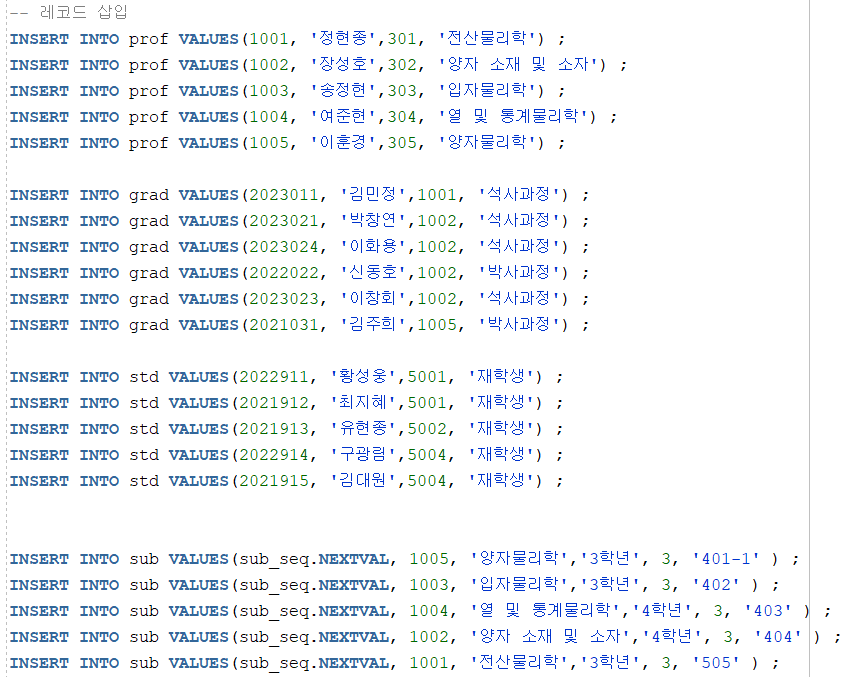 -- 레코드 삽입
INSERT INTO prof VALUES(1001, '정현종',301, '전산물리학') ;
INSERT INTO prof VALUES(1002, '장성호',302, '양자 소재 및 소자') ;
INSERT INTO prof VALUES(1003, '송정현',303, '입자물리학') ;
INSERT INTO prof VALUES(1004, '여준현',304, '열 및 통계물리학') ;
INSERT INTO prof VALUES(1005, '이훈경',305, '양자물리학') ;
INSERT INTO grad VALUES(2023011, '김민정',1001, '석사과정') ;
INSERT INTO grad VALUES(2023021, '박창연',1002, '석사과정') ;
INSERT INTO grad VALUES(2023024, '이화용',1002, '석사과정') ;
INSERT INTO grad VALUES(2022022, '신동호',1002, '박사과정') ;
INSERT INTO grad VALUES(2023023, '이창회',1002, '석사과정') ;
INSERT INTO grad VALUES(2021031, '김주희',1005, '박사과정') ;
INSERT INTO std VALUES(2022911, '황성웅',5001, '재학생') ;
INSERT INTO std VALUES(2021912, '최지혜',5001, '재학생') ;
INSERT INTO std VALUES(2021913, '유현종',5002, '재학생') ;
INSERT INTO std VALUES(2022914, '구광렴',5004, '재학생') ;
INSERT INTO std VALUES(2021915, '김대원',5004, '재학생') ;
INSERT INTO sub VALUES(sub_seq.NEXTVAL, 1005, '양자물리학','3학년', 3, '401-1' ) ;
INSERT INTO sub VALUES(sub_seq.NEXTVAL, 1003, '입자물리학','3학년', 3, '402' ) ;
INSERT INTO sub VALUES(sub_seq.NEXTVAL, 1004, '열 및 통계물리학','4학년', 3, '403' ) ;
INSERT INTO sub VALUES(sub_seq.NEXTVAL, 1002, '양자 소재 및 소자','4학년', 3, '404' ) ;
INSERT INTO sub VALUES(sub_seq.NEXTVAL, 1001, '전산물리학','3학년', 3, '505' ) ;